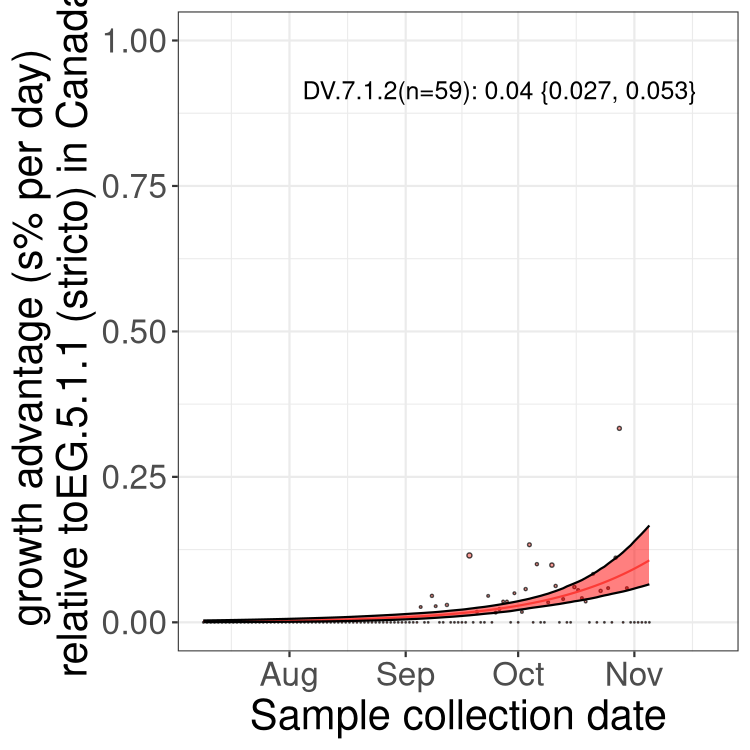 growth advantage (s% per day)
relative toEG.5.1.1 (stricto) in Canada
1.00
0.75
0.50
0.25
0.00
DV.7.1.2(n=59): 0.04 {0.027, 0.053}
Aug
Sep
Oct
Nov
Sample collection date